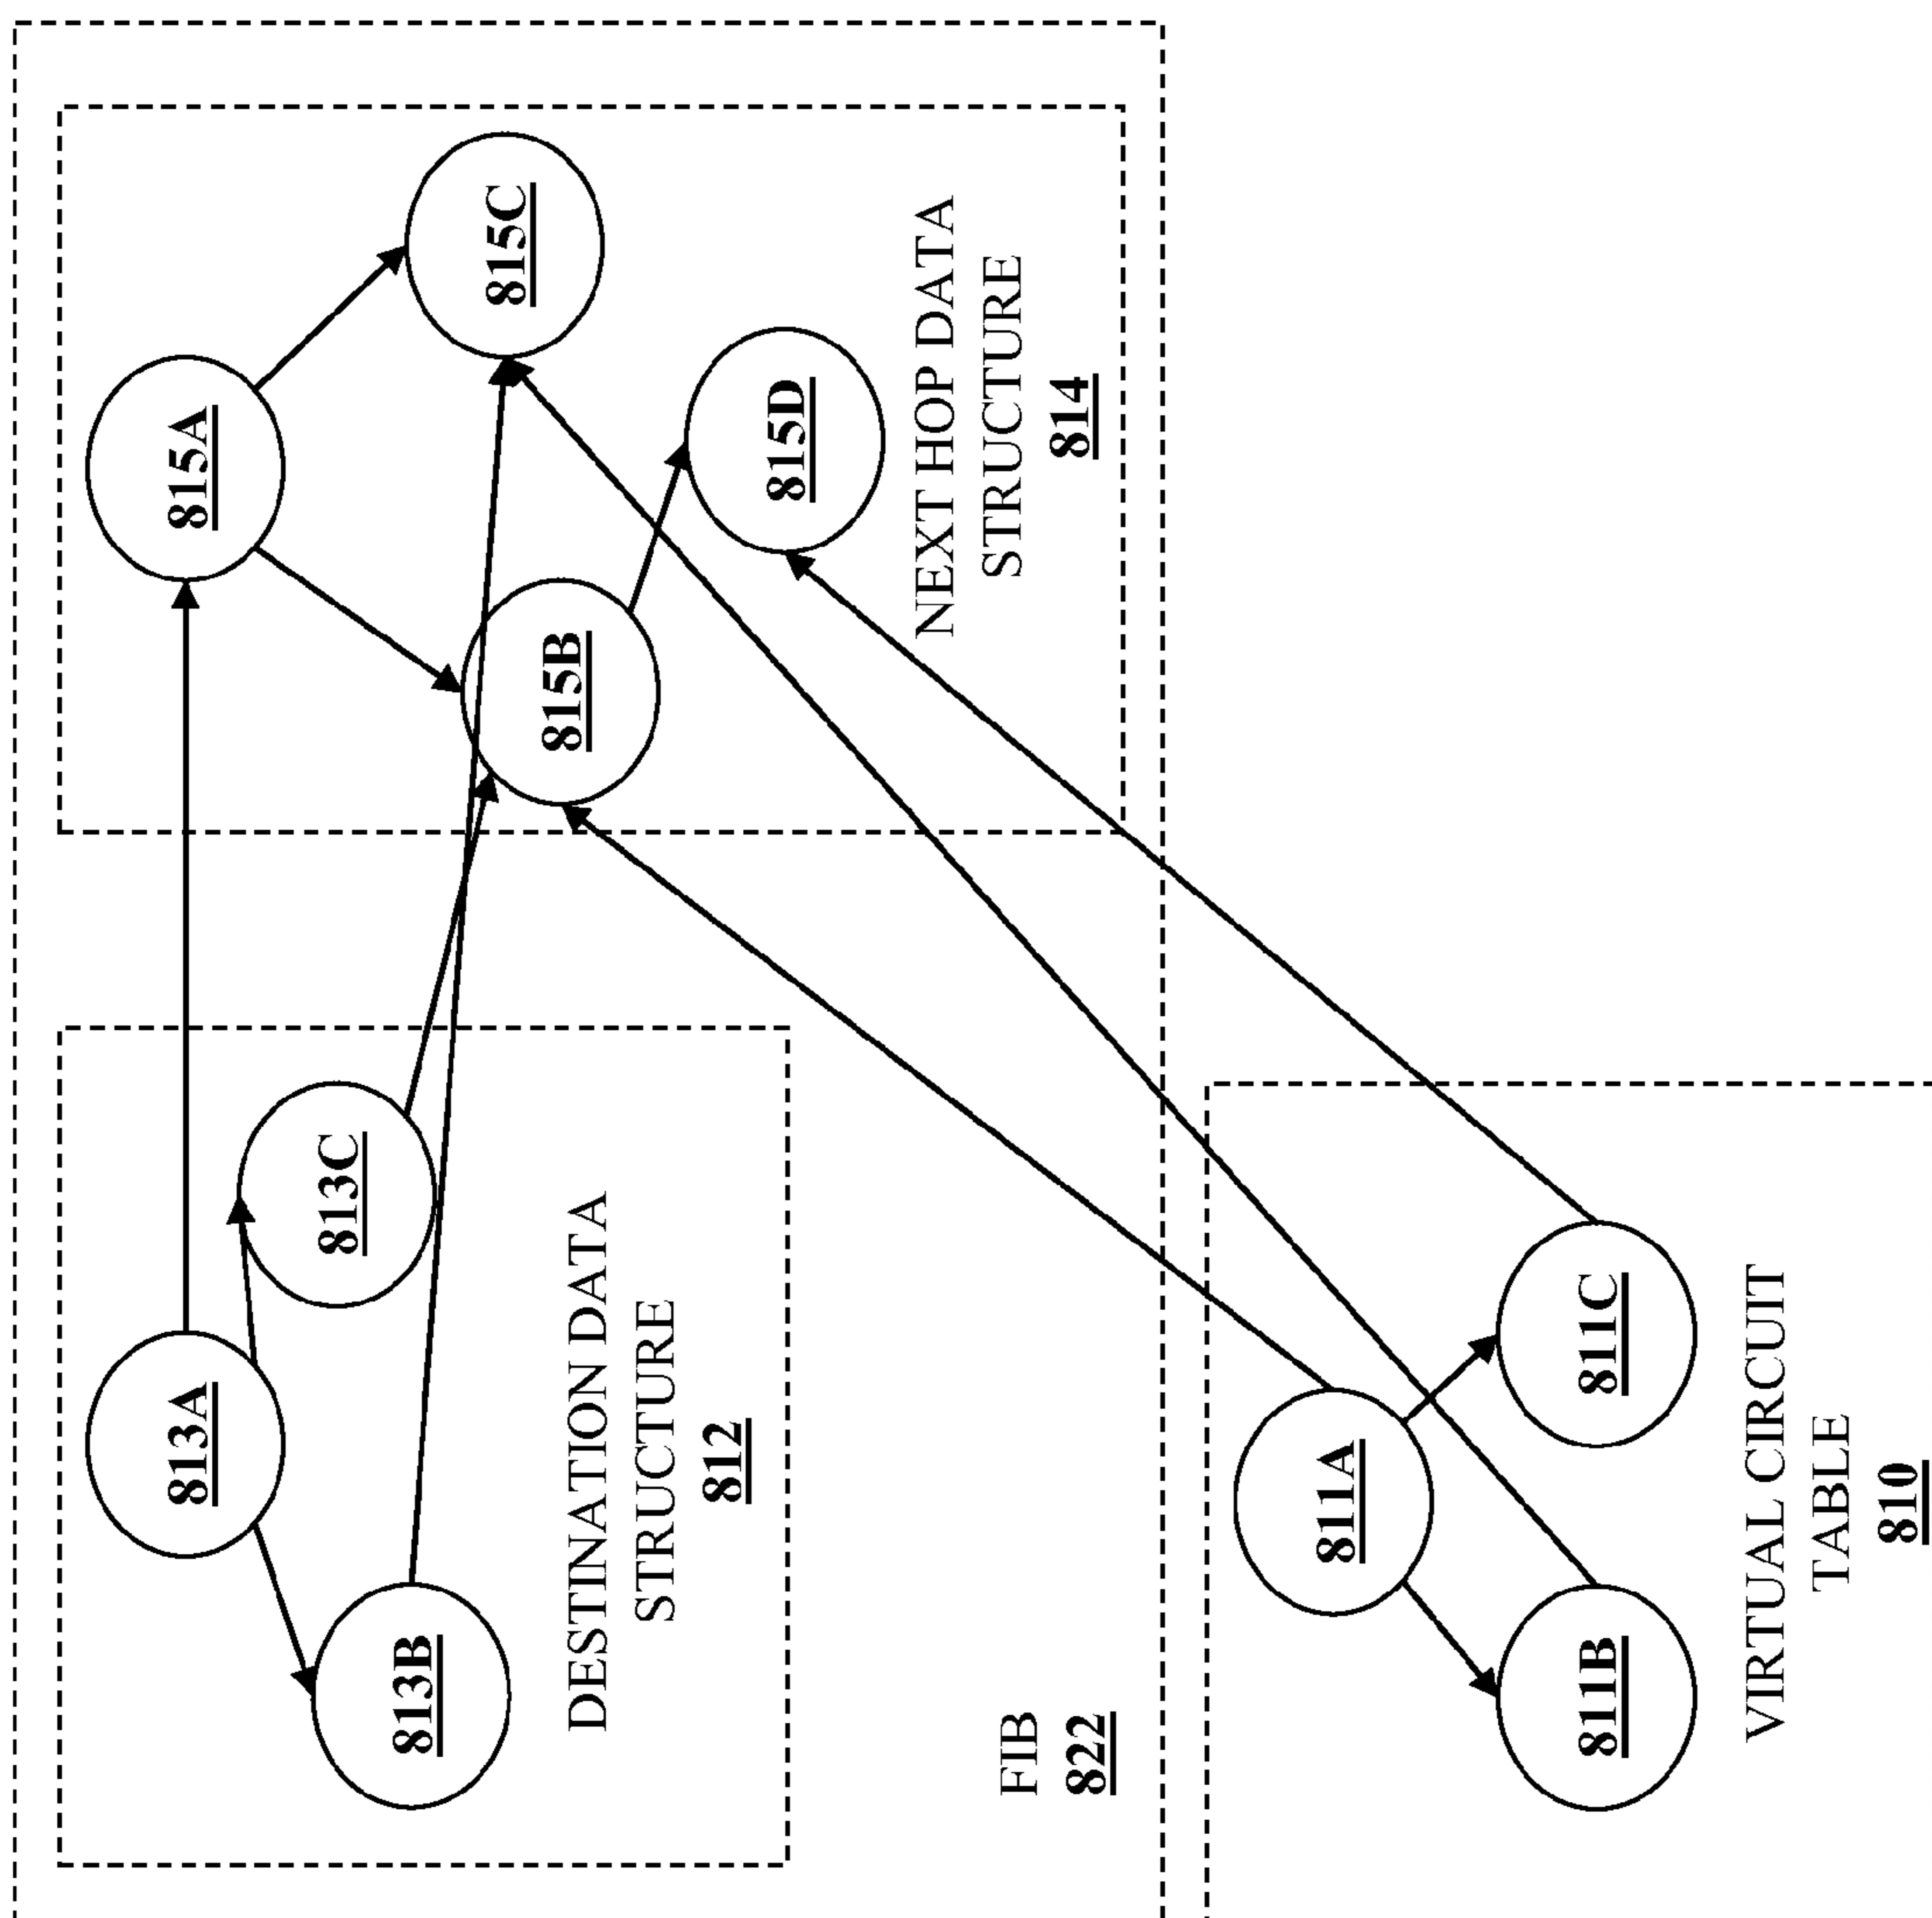 813A
813C
813B
DESTINATION DATA
STRUCTURE
812
815A
815C
815B
815D
NEXT HOP DATA
STRUCTURE
814
FIB
822
811A
811B
811C
VIRTUAL CIRCUIT
TABLE
810